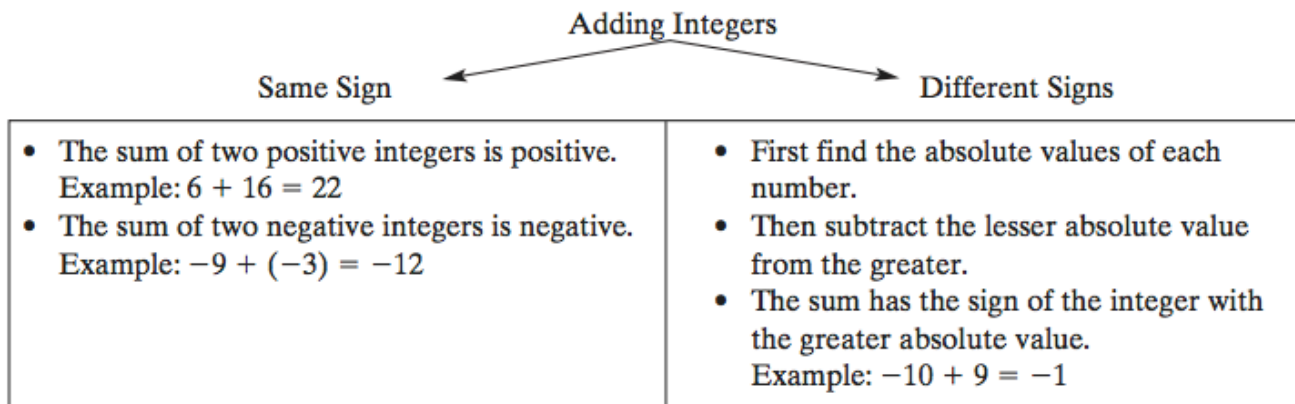 Adding Integers
Same Sign
Different Signs
• The sum of two positive integers is positive.
Example: 6 + 16 = 22
• The sum of two negative integers is negative.
Example: −9 + (−3) = −12
• First find the absolute values of each
number.
• Then subtract the lesser absolute value
from the greater.
• The sum has the sign of the integer with
the greater absolute value.
Example: −10 + 9 = −1